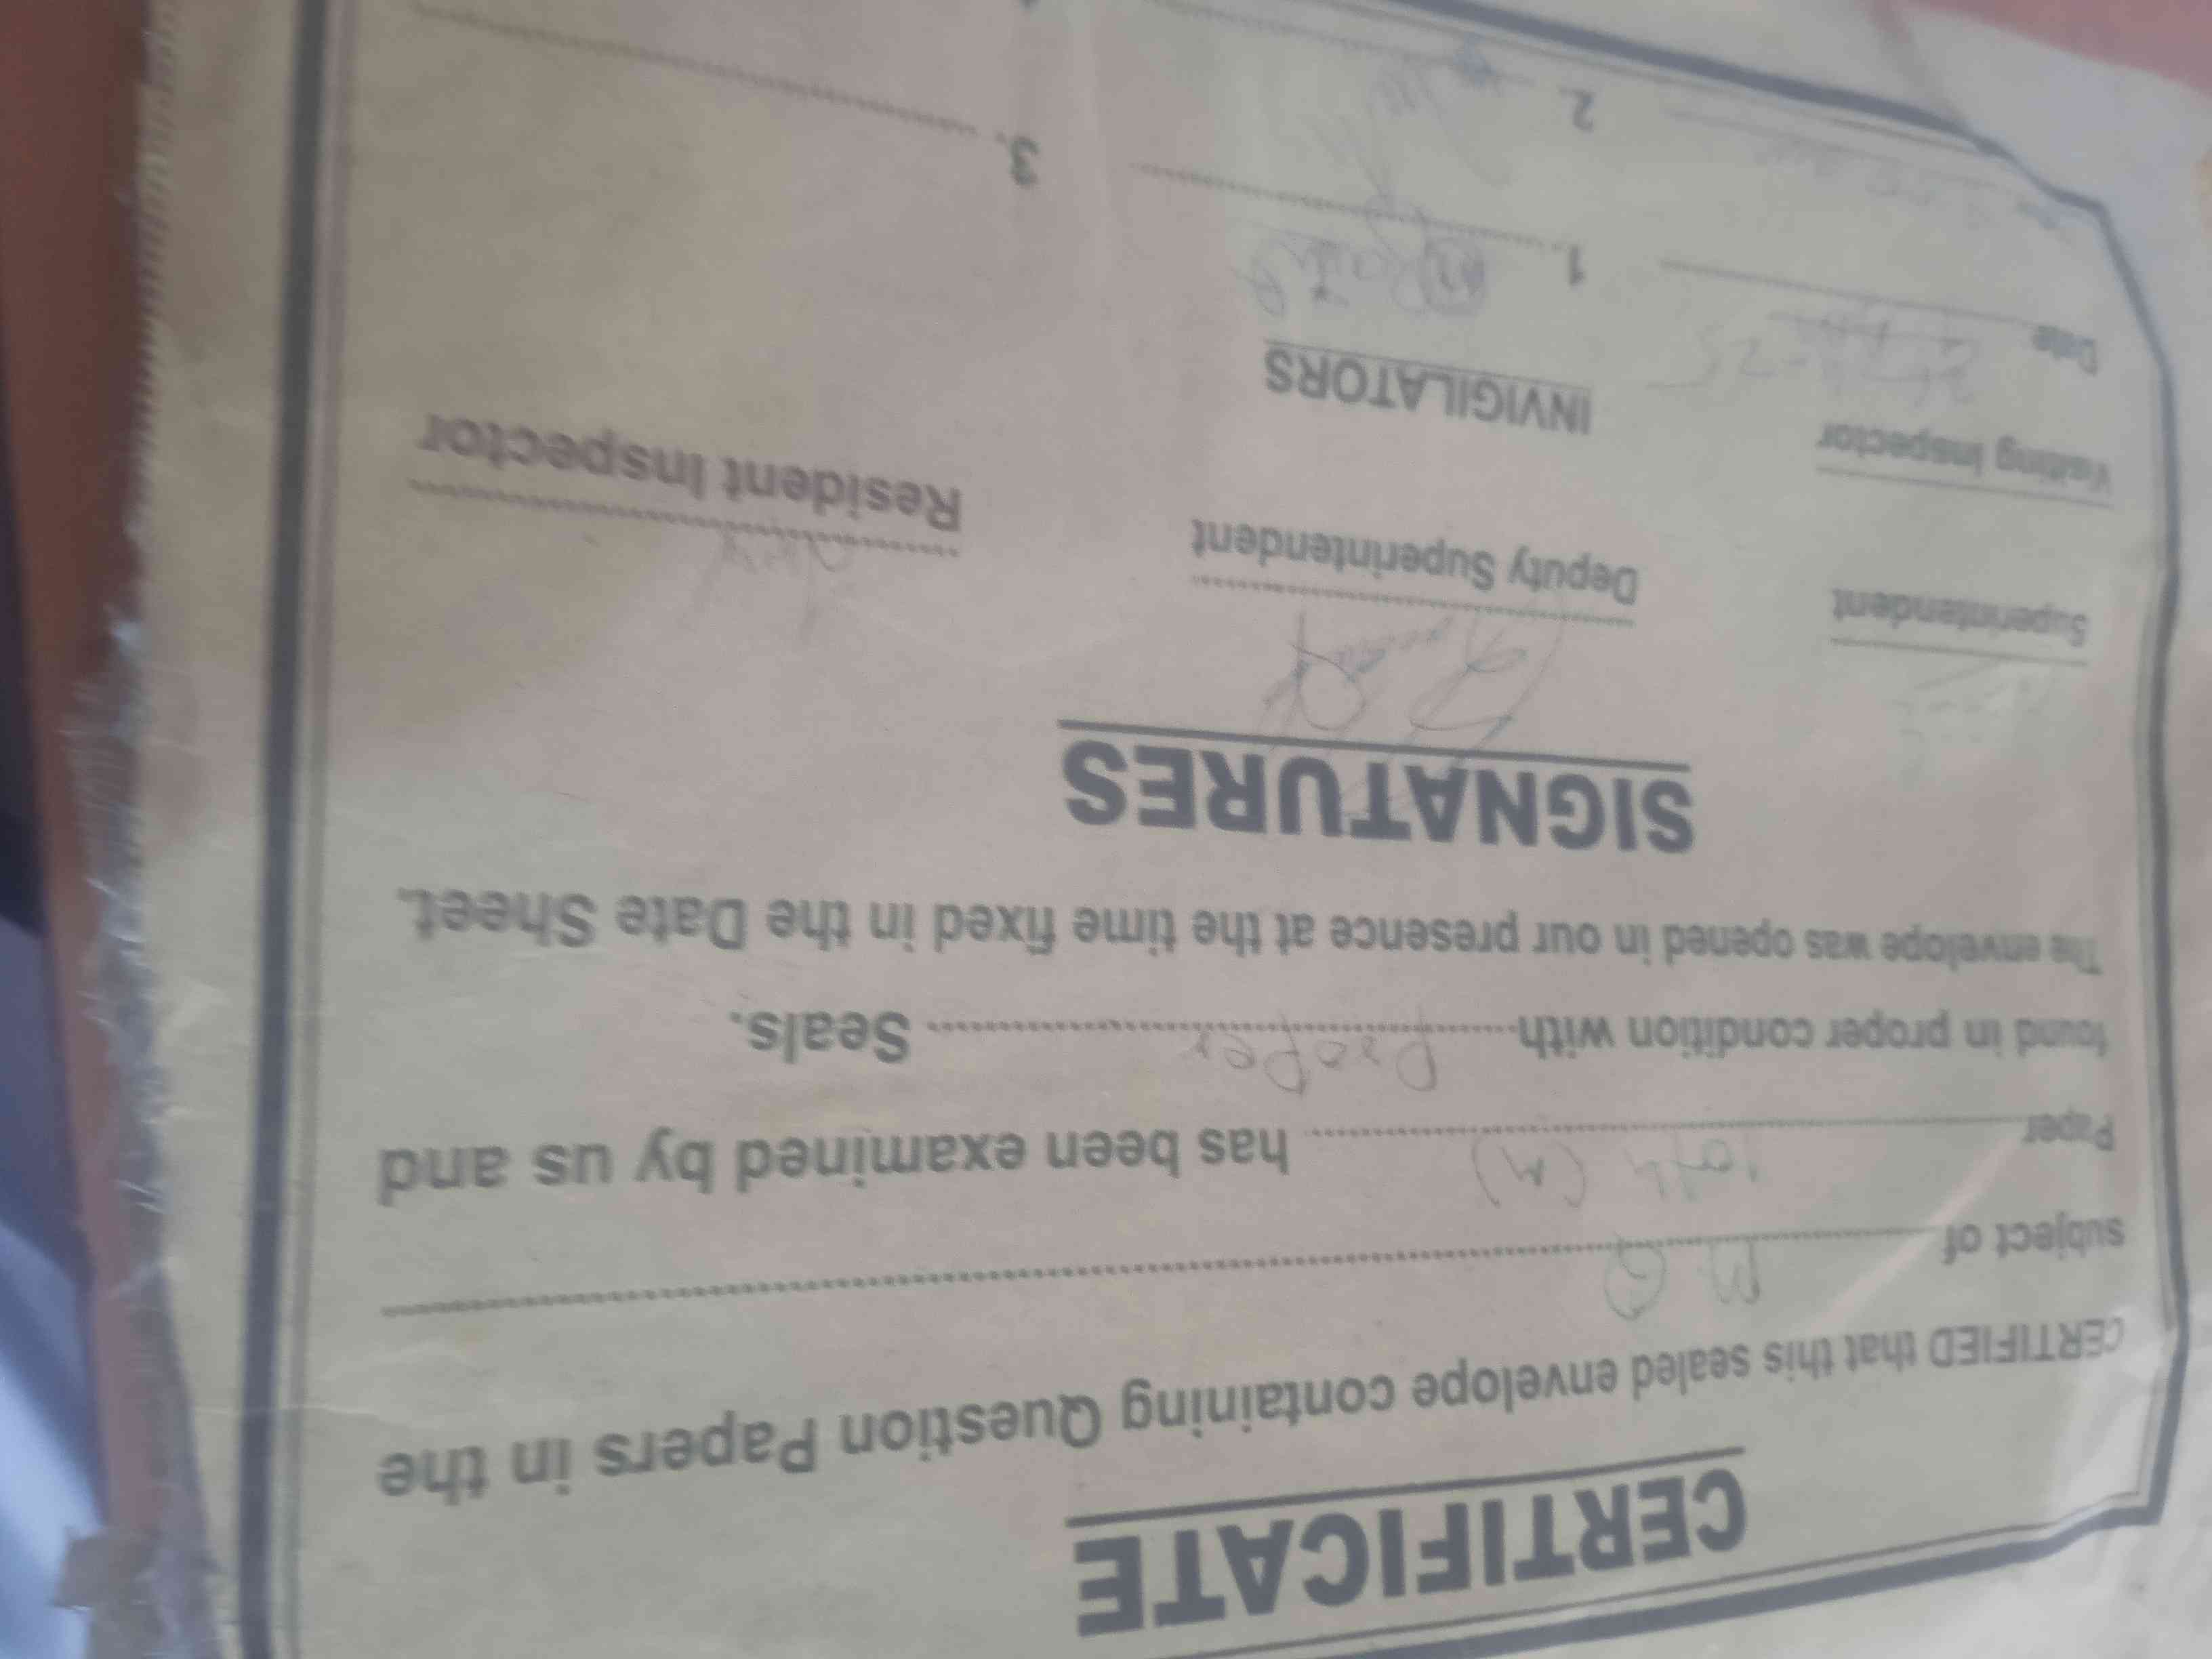 CERTIFICATE
CERTIFIED that this sealed envelope containing Question Papers in the
subject of M.Q
Paper 10th (M) has been examined by us and
found in proper condition with Proper Seals.
The envelope was opened in our presence at the time fixed in the Date Sheet.
SIGNATURES
Superintendent Deputy Superintendent Resident Inspector
Visiting Inspector INVIGILATORS
Date 1. 3.
2